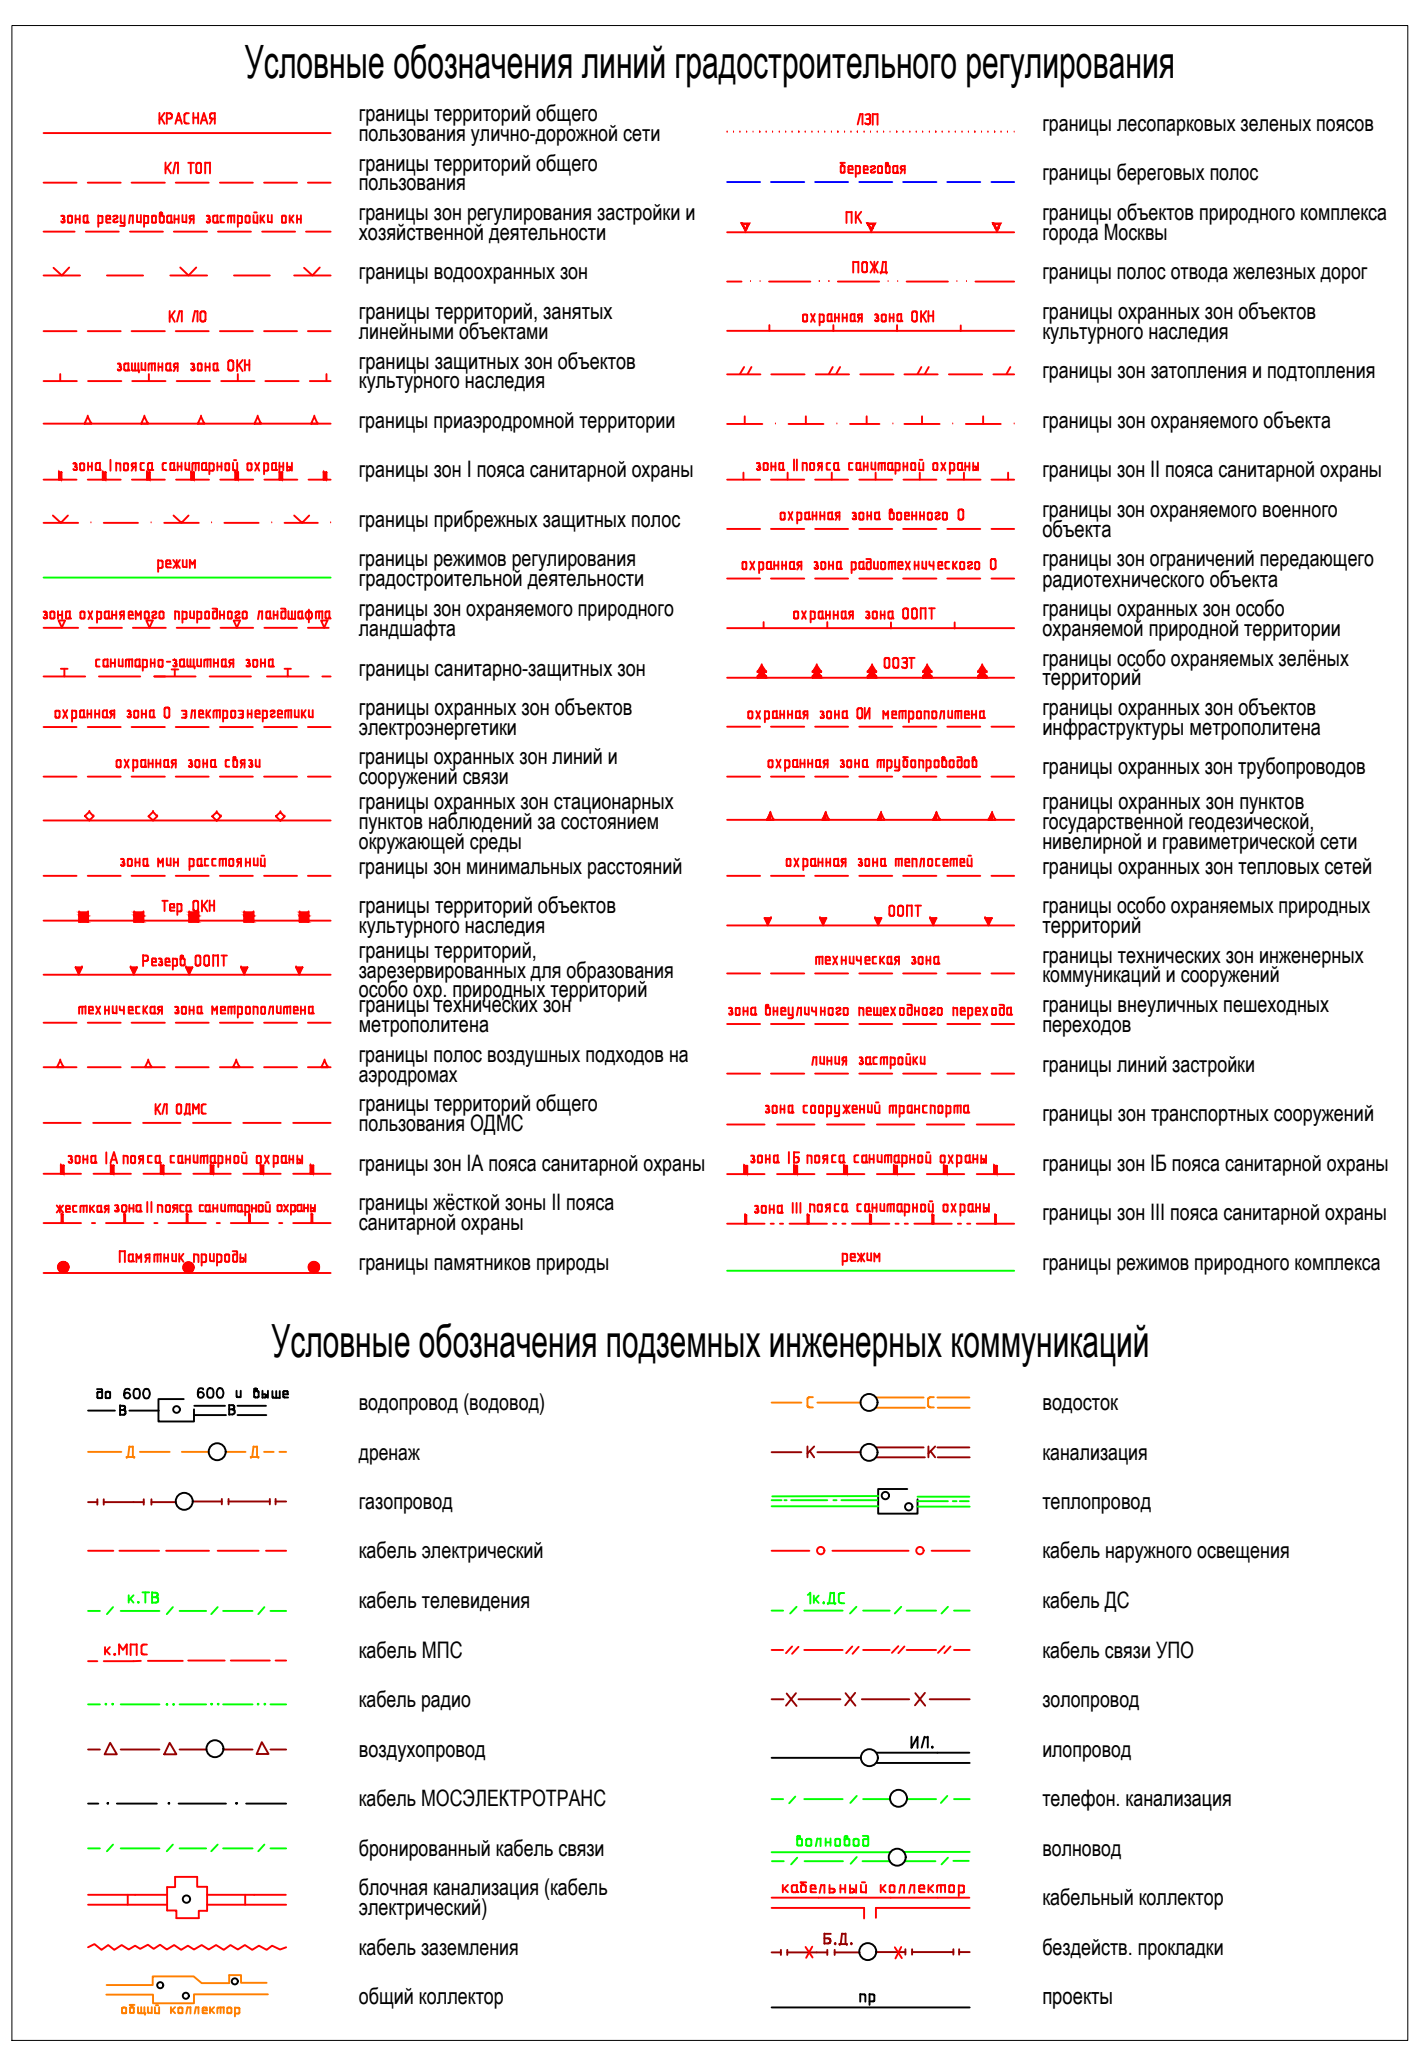 Условные обозначения линий градостроительного регулирования
КРАСНАЯ
границы территорий общего
пользования улично-дорожной сети
ЛЗП
границы лесопарковых зеленых поясов
КЛ ТОП
границы территорий общего
пользования
береговая
границы береговых полос
зона регулирования застройки окн
границы зон регулирования застройки и
хозяйственной деятельности
ПК
границы объектов природного комплекса
города Москвы
границы водоохранных зон
ПОЖД
границы полос отвода железных дорог
КЛ ЛО
границы территорий, занятых
линейными объектами
охранная зона ОКН
границы охранных зон объектов
культурного наследия
защитная зона ОКН
границы защитных зон объектов
культурного наследия
границы зон затопления и подтопления
границы приаэродромной территории
границы зон охраняемого объекта
зона I пояса санитарной охраны
границы зон I пояса санитарной охраны
зона II пояса санитарной охраны
границы зон II пояса санитарной охраны
границы прибрежных защитных полос
охранная зона военного О
границы зон охраняемого военного
объекта
режим
границы режимов регулирования
градостроительной деятельности
охранная зона радиотехнического О
границы зон ограничений передающего
радиотехнического объекта
зона охраняемого природного ландшафта
границы зон охраняемого природного
ландшафта
охранная зона ООПТ
границы охранных зон особо
охраняемой природной территории
санитарно-защитная зона
границы санитарно-защитных зон
ООЗТ
границы особо охраняемых зелёных
территорий
охранная зона О электроэнергетики
границы охранных зон объектов
электроэнергетики
охранная зона ОИ метрополитена
границы охранных зон объектов
инфраструктуры метрополитена
охранная зона связи
границы охранных зон линий и
сооружений связи
охранная зона трубопроводов
границы охранных зон трубопроводов
границы охранных зон стационарных
пунктов наблюдений за состоянием
окружающей среды
границы охранных зон пунктов
государственной геодезической,
нивелирной и гравиметрической сети
зона мин расстояний
границы зон минимальных расстояний
охранная зона теплосетей
границы охранных зон тепловых сетей
Тер ОКН
границы территорий объектов
культурного наследия
ООПТ
границы особо охраняемых природных
территорий
Резерв ООПТ
границы территорий,
зарезервированных для образования
особо охр. природных территорий
техническая зона
границы технических зон инженерных
коммуникаций и сооружений
техническая зона метрополитена
границы технических зон
метрополитена
зона внеуличного пешеходного перехода
границы внеуличных пешеходных
переходов
границы полос воздушных подходов на
аэродромах
линия застройки
границы линий застройки
КЛ ОДМС
границы территорий общего
пользования ОДМС
зона сооружений транспорта
границы зон транспортных сооружений
зона IА пояса санитарной охраны
границы зон IА пояса санитарной охраны
зона IБ пояса санитарной охраны
границы зон IБ пояса санитарной охраны
жесткая зона II пояса санитарной охраны
границы жёсткой зоны II пояса
санитарной охраны
зона III пояса санитарной охраны
границы зон III пояса санитарной охраны
Памятник природы
границы памятников природы
режим
границы режимов природного комплекса
Условные обозначения подземных инженерных коммуникаций
до 600 600 и выше
В В
водопровод (водовод)
С С
водосток
Д Д
дренаж
К К
канализация
газопровод
теплопровод
кабель электрический
кабель наружного освещения
к.ТВ
кабель телевидения
1к.ДС
кабель ДС
к.МПС
кабель МПС
кабель связи УПО
кабель радио
золопровод
воздухопровод
ИЛ.
илопровод
кабель МОСЭЛЕКТРОТРАНС
телефон. канализация
бронированный кабель связи
волновод
волновод
блочная канализация (кабель
электрический)
кабельный коллектор
кабельный коллектор
кабель заземления
Б.Д.
бездейств. прокладки
общий коллектор
общий коллектор
пр
проекты